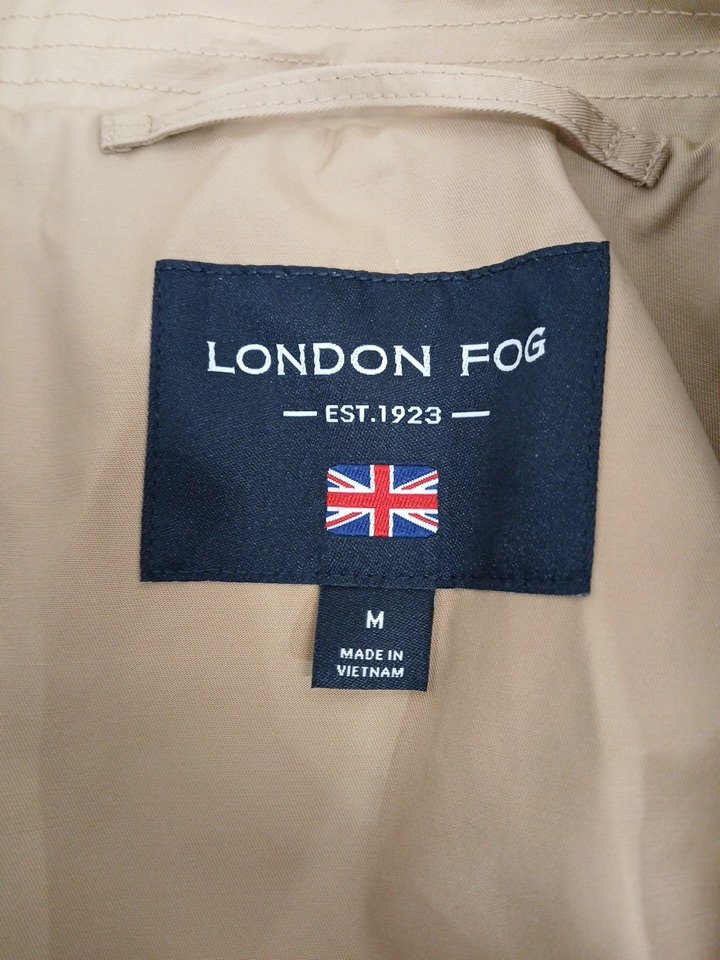 LONDON FOG
— EST.1923 —
M
MADE IN
VIETNAM